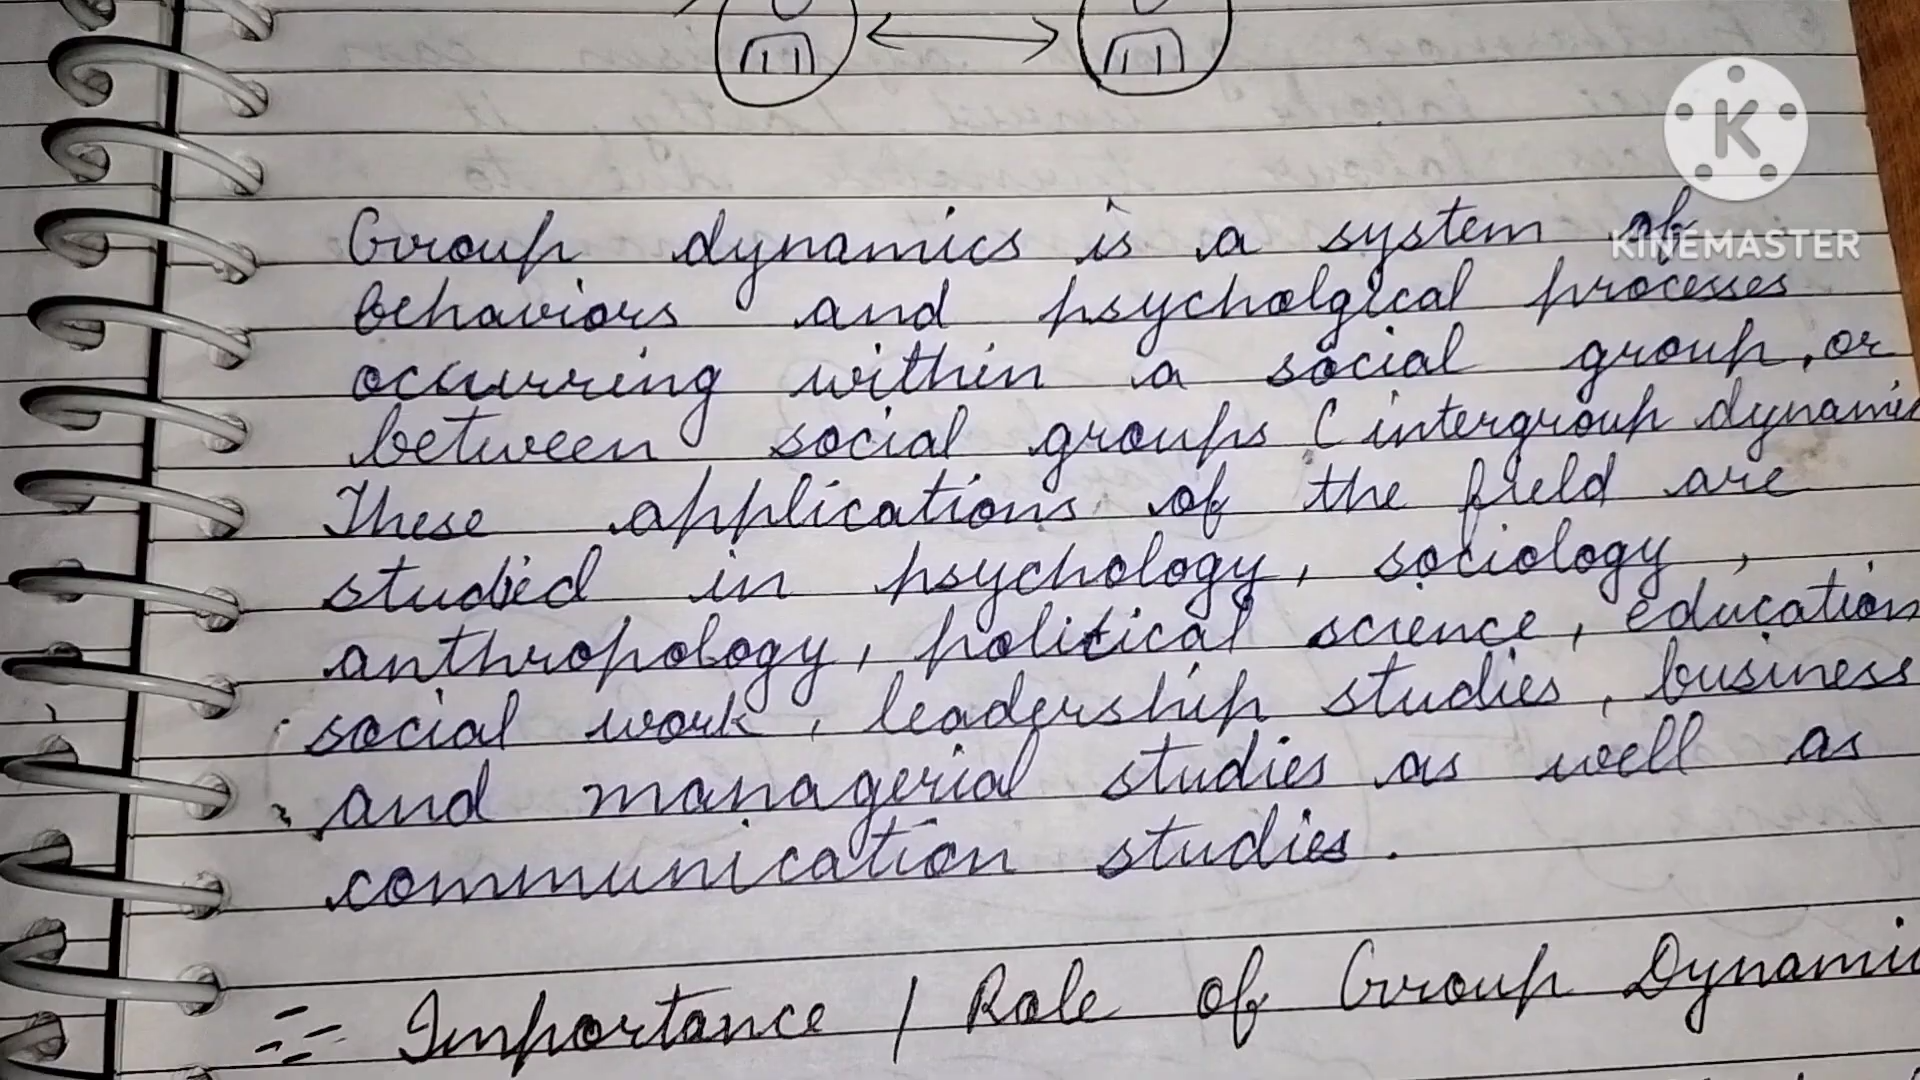 K
KINEMASTER
Group dynamics is a system of
behaviors and psycholgical processes
occurring within a social group, or
between social groups (intergroup dynamic
These applications of the field are
studied in psychology, sociology,
anthropology, political science, education
social work, leadership studies, business
and managerial studies as well as
communication studies.
Importance / Role of Group Dynamic